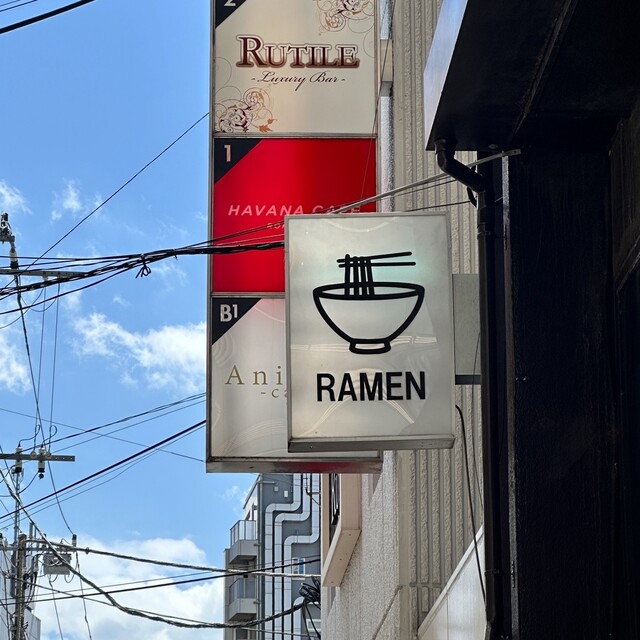 2
RUTILE
-Luxury Bar-
1
HAVANA CAFE
B1
RAMEN